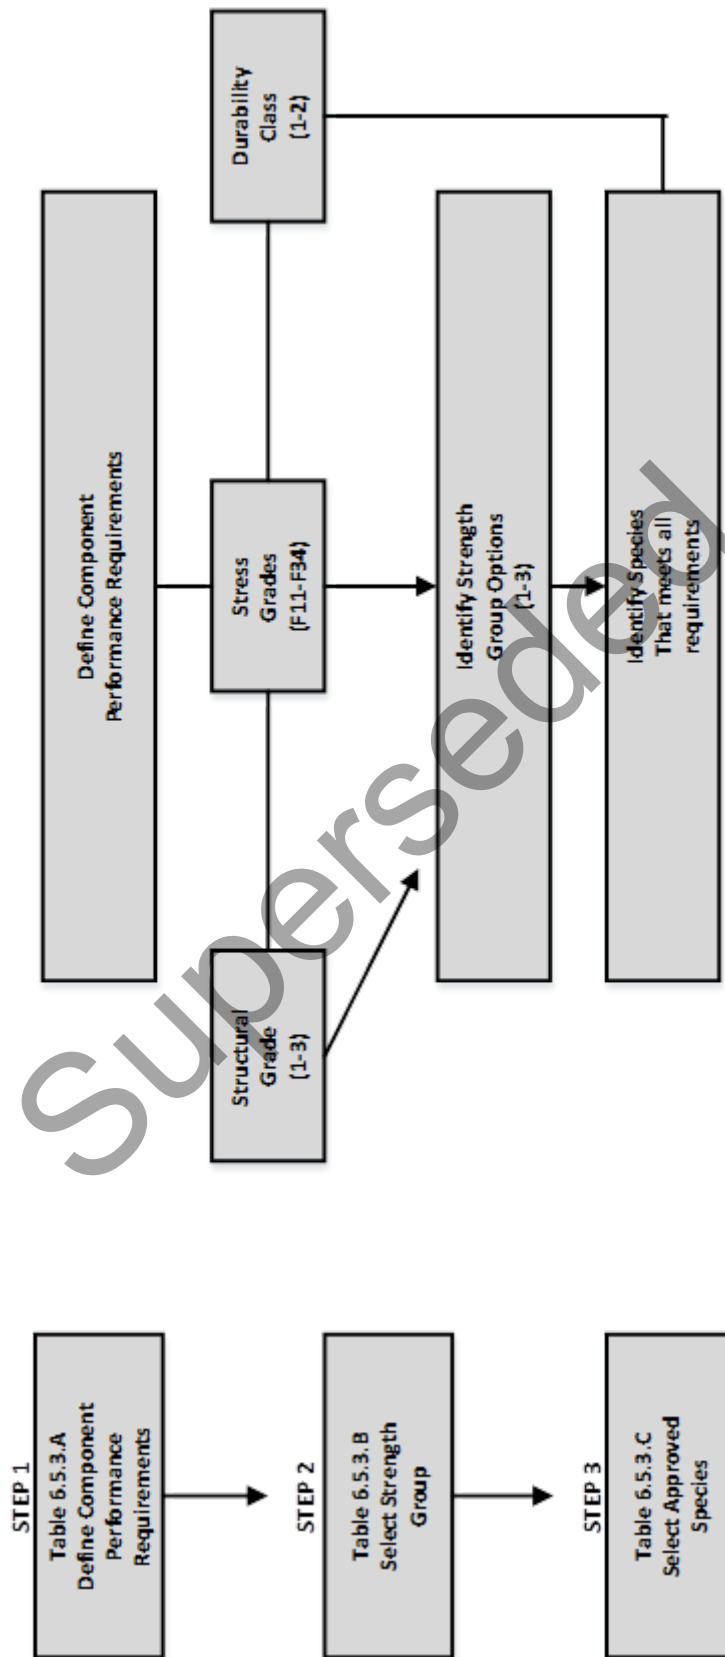 STEP 1
Table 6.5.3.A
Define Component
Performance
Requirements
STEP 2
Table 6.5.3.B
Select Strength
Group
STEP 3
Table 6.5.3.C
Select Approved
Species
Define Component
Performance Requirements
Structural
Grade
(1-3)
Stress
Grades
(F11-F34)
Durability
Class
(1-2)
Identify Strength
Group Options
(1-3)
Identify Species
That meets all
requirements
Superseded